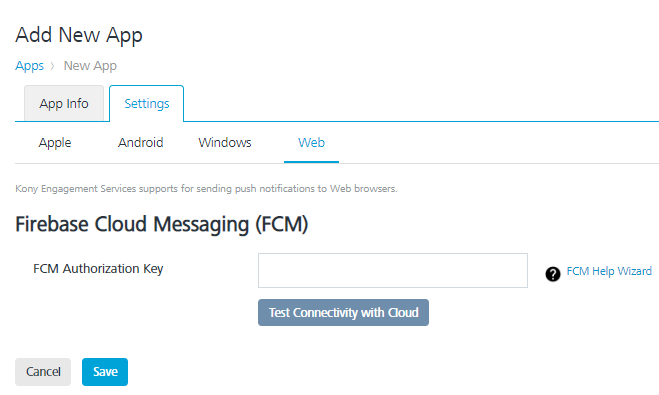 Add New App
Apps › New App
App Info Settings
Apple Android Windows Web
Kony Engagement Services supports for sending push notifications to Web browsers.
Firebase Cloud Messaging (FCM)
FCM Authorization Key ? FCM Help Wizard
Test Connectivity with Cloud
Cancel Save